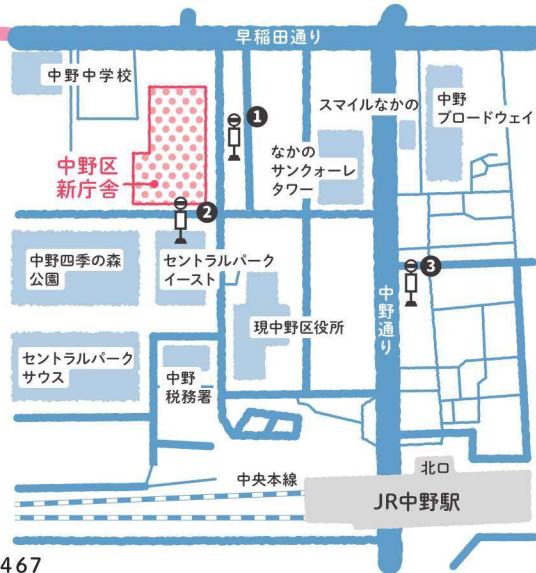 早稲田通り
中野中学校
❶
スマイルなかの
中野
ブロードウェイ
なかの
サンクォーレ
タワー
中野区
新庁舎
❷
中野四季の森
公園
セントラルパーク
イースト
❸
中野通り
現中野区役所
セントラルパーク
サウス
中野
税務署
中央本線
北口
JR中野駅
467